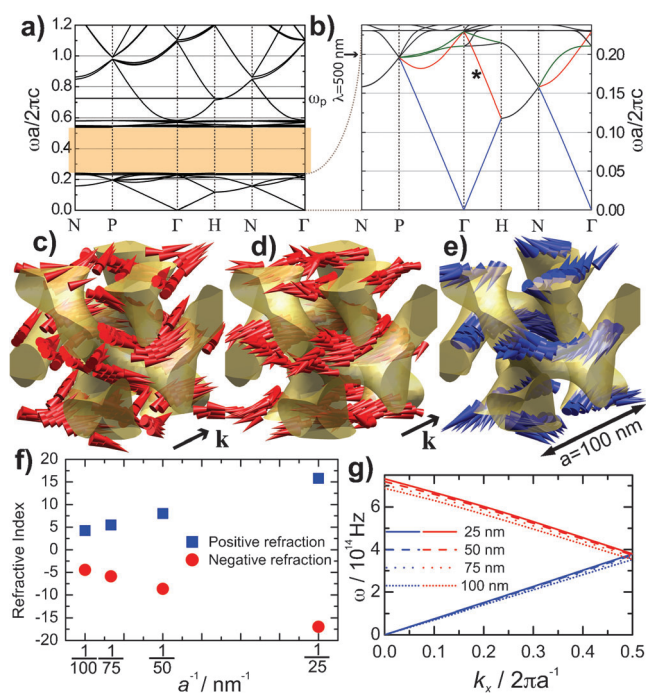 a)
1.2
1.0
0.8
0.6
0.4
0.2
0.0
ωa/2πc
ωₚ
N P Γ H N Γ
b)
λ=500 nm
*
0.20
0.15
0.10
0.05
0.00
ωa/2πc
N P Γ H N Γ
c)
k
d)
k
e)
a=100 nm
f)
20
15
10
5
0
-5
-10
-15
-20
Refractive Index
Positive refraction
Negative refraction
1/100 1/75 1/50 1/25
a⁻¹/ nm⁻¹
g)
6
4
2
0
ω / 10¹⁴ Hz
25 nm
50 nm
75 nm
100 nm
0.0 0.1 0.2 0.3 0.4 0.5
kₓ / 2πa⁻¹